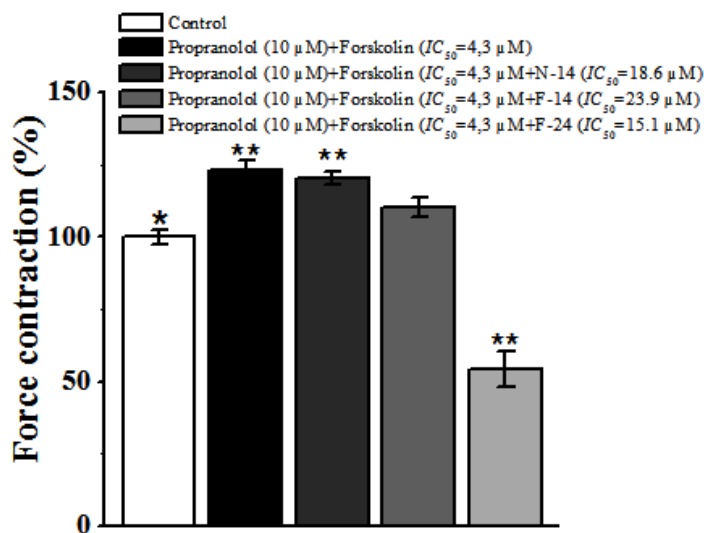 Control
Propranolol (10 µM)+Forskolin (IC50=4,3 µM)
Propranolol (10 µM)+Forskolin (IC50=4,3 µM+N-14 (IC50=18.6 µM)
Propranolol (10 µM)+Forskolin (IC50=4,3 µM+F-14 (IC50=23.9 µM)
Propranolol (10 µM)+Forskolin (IC50=4,3 µM+F-24 (IC50=15.1 µM)
Force contraction (%)
150
100
50
0
*
**
**
**